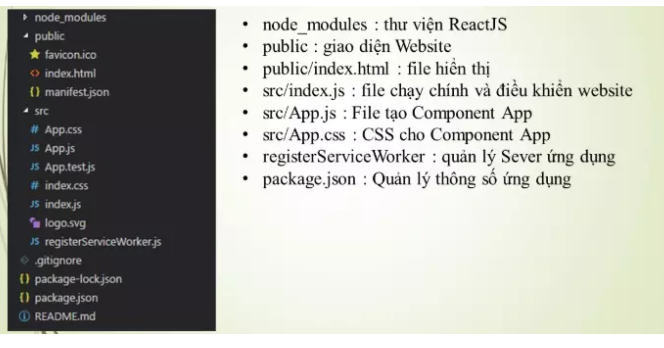 node_modules
public
favicon.ico
index.html
manifest.json
src
App.css
App.js
App.test.js
index.css
index.js
logo.svg
registerServiceWorker.js
.gitignore
package-lock.json
package.json
README.md
• node_modules : thư viện ReactJS
• public : giao diện Website
• public/index.html : file hiển thị
• src/index.js : file chạy chính và điều khiển website
• src/App.js : File tạo Component App
• src/App.css : CSS cho Component App
• registerServiceWorker : quản lý Sever ứng dụng
• package.json : Quản lý thông số ứng dụng